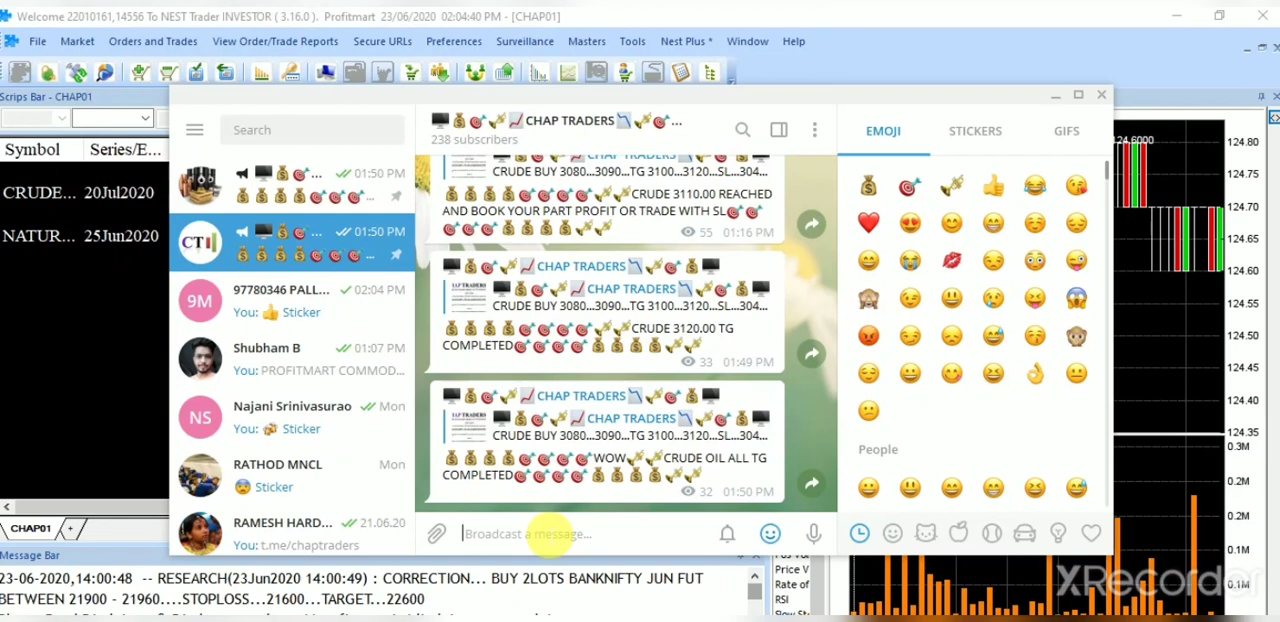 Welcome 22010161,14556 To NEST Trader INVESTOR ( 3.16.0 ). Profitmart 23/06/2020 02:04:40 PM - [CHAP01]
File Market Orders and Trades View Order/Trade Reports Secure URLs Preferences Surveillance Masters Tools Nest Plus * Window Help
Scrips Bar - CHAP01
Symbol Series/E...
CRUDE... 20Jul2020
NATUR... 25Jun2020
CHAP01
+
Search
... 01:50 PM
...
CTI ... 01:50 PM
...
9M 97780346 PALL... 02:04 PM
You: 👍 Sticker
Shubham B 01:07 PM
You: PROFITMART COMMOD...
NS Najani Srinivasurao Mon
You: Sticker
RATHOD MNCL Mon
😨 Sticker
RAMESH HARD... 21.06.20
You: t.me/chaptraders
🖥💰🎯🎺📈CHAP TRADERS📉🎺💰🎯...
238 subscribers
CHAP TRADERS
CRUDE BUY 3080...3090...TG 3100...3120...SL...304...
💰💰💰💰🎯🎯🎯🎯🎺🎺CRUDE 3110.00 REACHED
AND BOOK YOUR PART PROFIT OR TRADE WITH SL🎯🎯
🎯🎯🎯💰💰💰💰🎺🎺 55 01:16 PM
🖥💰🎯🎺📈CHAP TRADERS📉🎺🎯💰🖥
🖥💰🎯🎺📈CHAP TRADERS📉🎺🎯💰🖥
CRUDE BUY 3080...3090...TG 3100...3120...SL...304...
💰💰💰💰🎯🎯🎯🎯🎺🎺CRUDE 3120.00 TG
COMPLETED🎯🎯🎯🎯💰💰💰💰🎺🎺
33 01:49 PM
🖥💰🎯🎺📈CHAP TRADERS📉🎺🎯💰🖥
🖥💰🎯🎺📈CHAP TRADERS📉🎺🎯💰🖥
CRUDE BUY 3080...3090...TG 3100...3120...SL...304...
💰💰💰💰🎯🎯🎯🎯WOW🎺🎺CRUDE OIL ALL TG
COMPLETED🎯🎯🎯🎯💰💰💰💰🎺🎺
32 01:50 PM
Broadcast a message...
EMOJI STICKERS GIFS
People
124.6000
124.80
124.75
124.70
124.65
124.60
124.55
124.50
124.45
124.40
124.35
0.3M
0.2M
0.2M
0.1M
0.1M
Message Bar
23-06-2020,14:00:48 -- RESEARCH(23Jun2020 14:00:49) : CORRECTION... BUY 2LOTS BANKNIFTY JUN FUT
BETWEEN 21900 - 21960....STOPLOSS...21600...TARGET...22600
Price V
Rate of
RSI
XRecorder